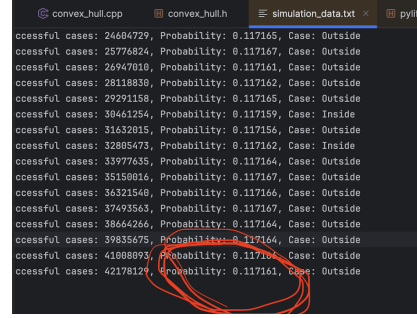 convex_hull.cpp convex_hull.h simulation_data.txt ×
ccessful cases: 24604729, Probability: 0.117165, Case: Outside
ccessful cases: 25776824, Probability: 0.117167, Case: Outside
ccessful cases: 26947010, Probability: 0.117161, Case: Outside
ccessful cases: 28118830, Probability: 0.117162, Case: Outside
ccessful cases: 29291158, Probability: 0.117165, Case: Outside
ccessful cases: 30461254, Probability: 0.117159, Case: Inside
ccessful cases: 31632015, Probability: 0.117156, Case: Outside
ccessful cases: 32805473, Probability: 0.117162, Case: Inside
ccessful cases: 33977635, Probability: 0.117164, Case: Outside
ccessful cases: 35150016, Probability: 0.117167, Case: Outside
ccessful cases: 36321540, Probability: 0.117166, Case: Outside
ccessful cases: 37493563, Probability: 0.117167, Case: Outside
ccessful cases: 38664266, Probability: 0.117164, Case: Outside
ccessful cases: 39835675, Probability: 0.117164, Case: Outside
ccessful cases: 41008093, Probability: Case: Outside
ccessful cases: 42178129, Probability: 0.117161, Case: Outside